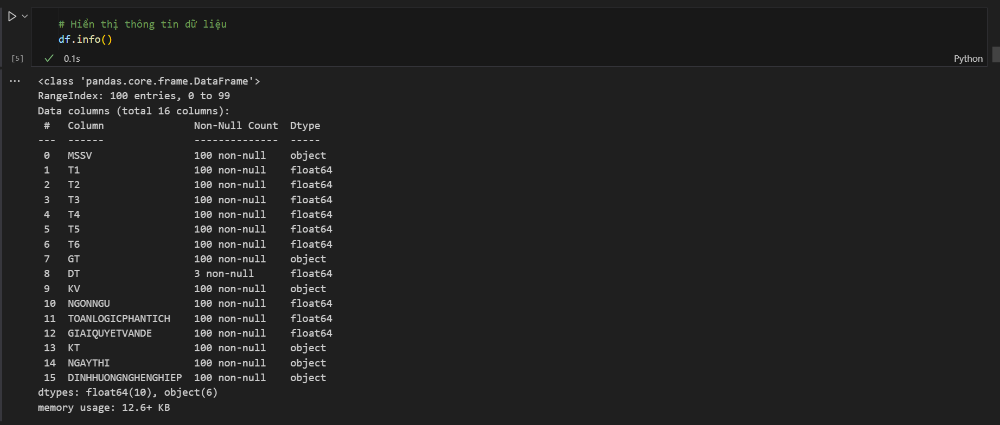 # Hiển thị thông tin dữ liệu
df.info()
[5] 0.1s Python
... <class 'pandas.core.frame.DataFrame'>
RangeIndex: 100 entries, 0 to 99
Data columns (total 16 columns):
 #   Column               Non-Null Count  Dtype
---  ------               --------------  -----
 0   MSSV                 100 non-null    object
 1   T1                   100 non-null    float64
 2   T2                   100 non-null    float64
 3   T3                   100 non-null    float64
 4   T4                   100 non-null    float64
 5   T5                   100 non-null    float64
 6   T6                   100 non-null    float64
 7   GT                   100 non-null    object
 8   DT                   3 non-null      float64
 9   KV                   100 non-null    object
 10  NGONNGU              100 non-null    float64
 11  TOANLOGICPHANTICH    100 non-null    float64
 12  GIAIQUYETVANDE       100 non-null    float64
 13  KT                   100 non-null    object
 14  NGAYTHI              100 non-null    object
 15  DINHHUONGNGHENGHIEP  100 non-null    object
dtypes: float64(10), object(6)
memory usage: 12.6+ KB